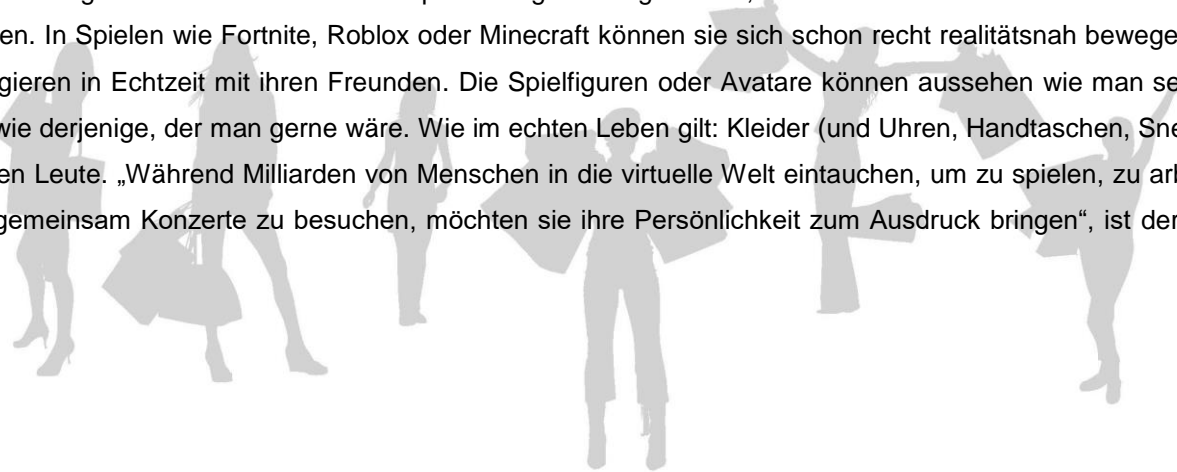 en. In Spielen wie Fortnite, Roblox oder Minecraft können sie sich schon recht realitätsnah bewege
gieren in Echtzeit mit ihren Freunden. Die Spielfiguren oder Avatare können aussehen wie man se
wie derjenige, der man gerne wäre. Wie im echten Leben gilt: Kleider (und Uhren, Handtaschen, Sne
en Leute. „Während Milliarden von Menschen in die virtuelle Welt eintauchen, um zu spielen, zu arb
gemeinsam Konzerte zu besuchen, möchten sie ihre Persönlichkeit zum Ausdruck bringen“, ist der